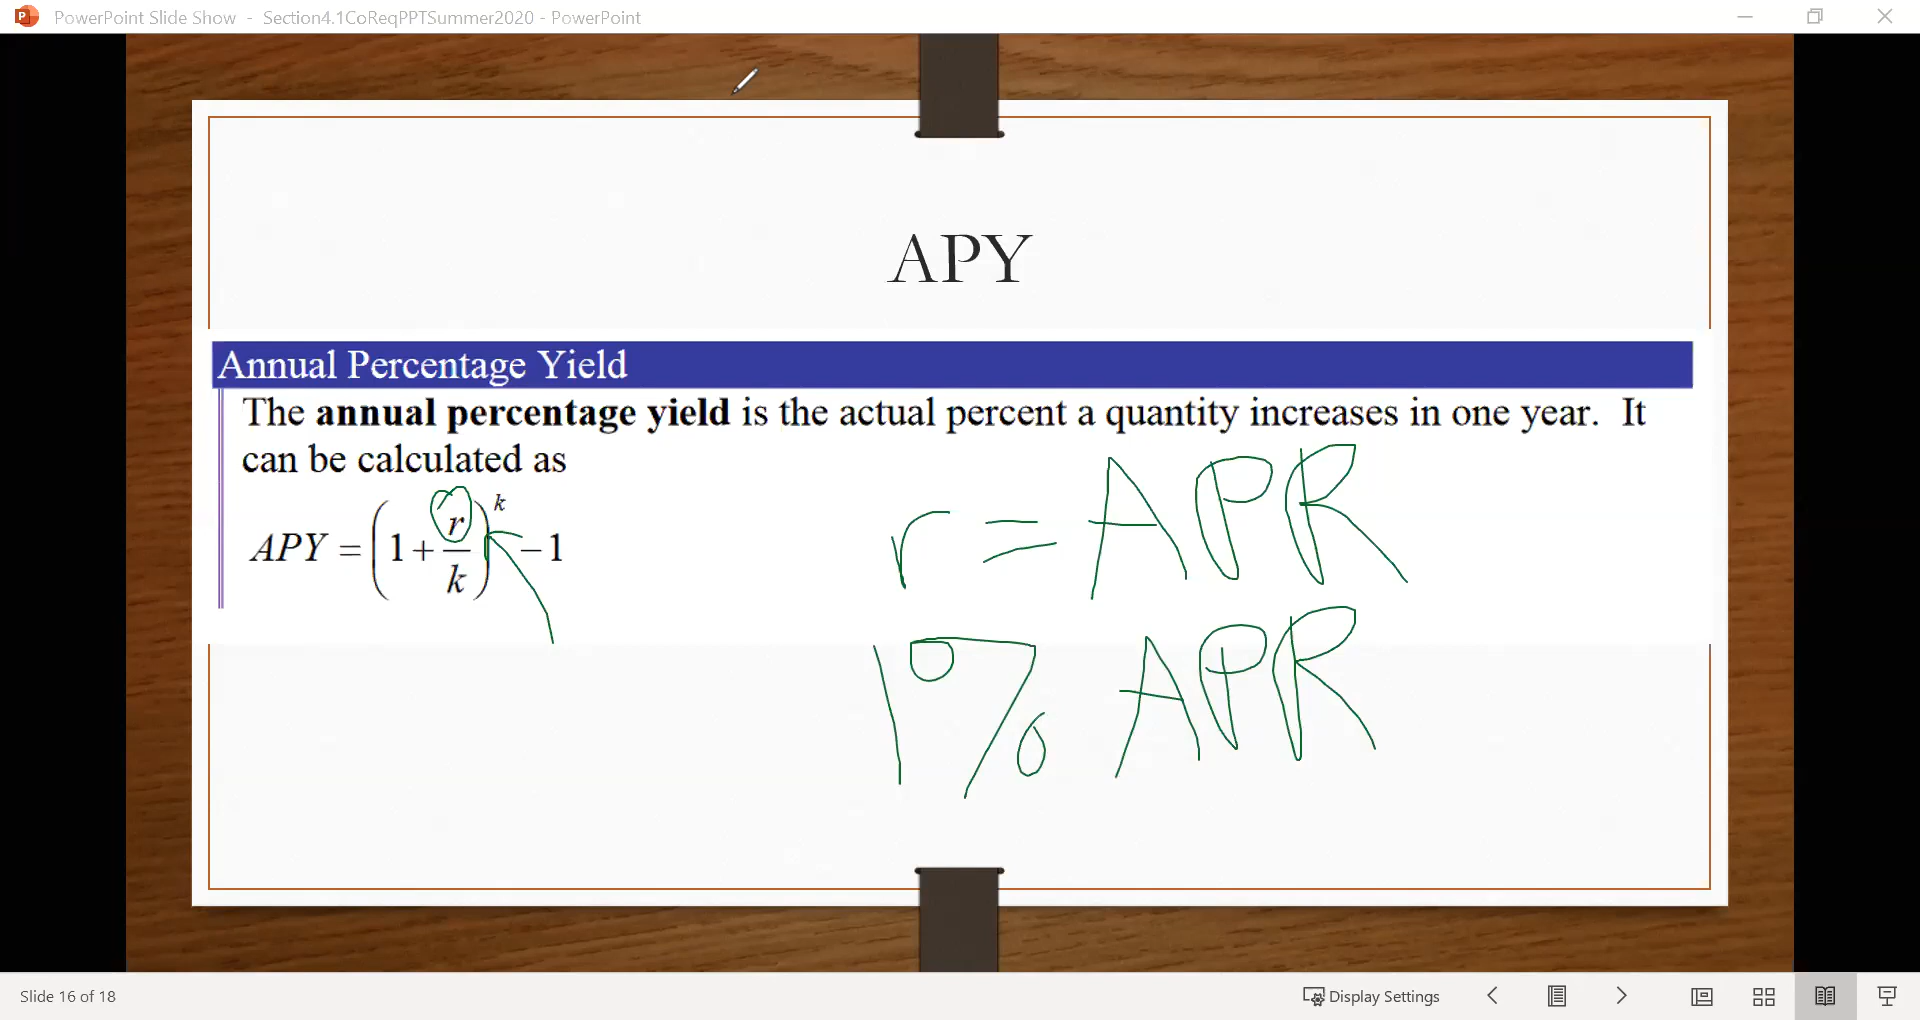 PowerPoint Slide Show - Section4.1CoReqPPTSummer2020 - PowerPoint
APY
Annual Percentage Yield
The annual percentage yield is the actual percent a quantity increases in one year. It
can be calculated as
APY = (1 + r/k)^k − 1
r = APR
1% APR
Slide 16 of 18
Display Settings